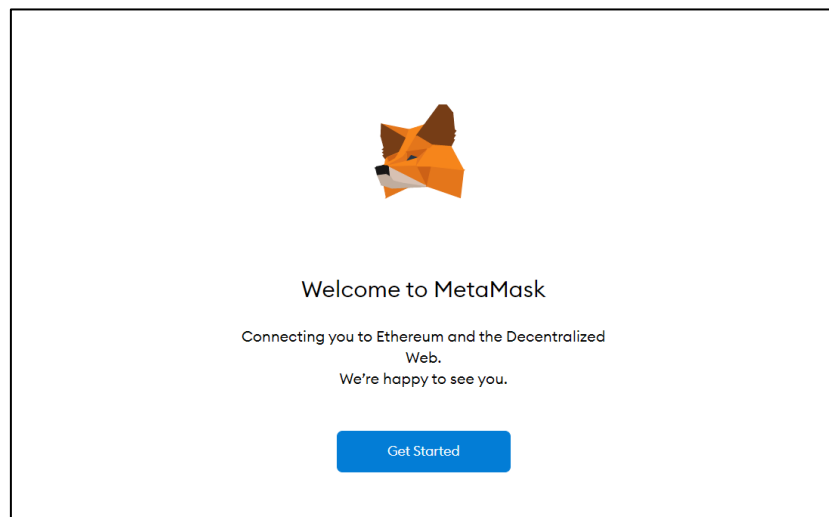 Welcome to MetaMask
Connecting you to Ethereum and the Decentralized
Web.
We’re happy to see you.
Get Started